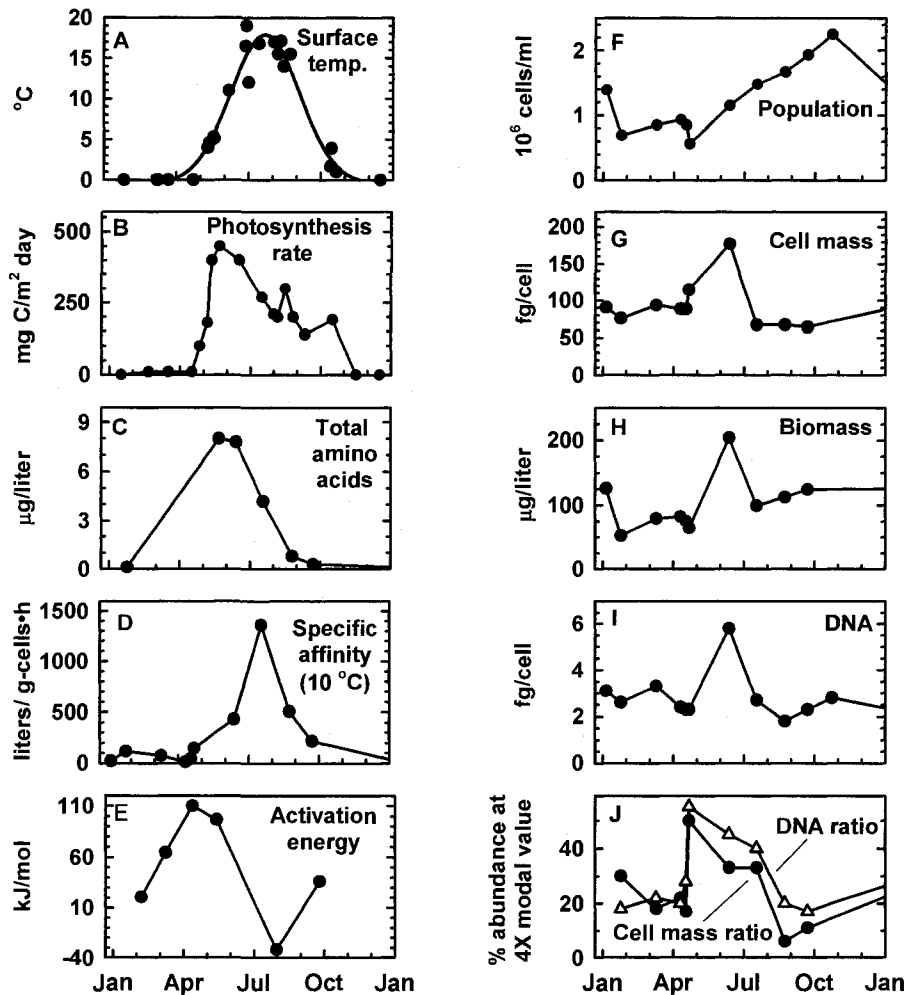 A
Surface
temp.
20
15
10
5
0
°C
B
Photosynthesis
rate
450
250
0
mg C/m² day
C
Total
amino
acids
9
6
3
0
µg/liter
D
Specific
affinity
(10 °C)
1500
1000
500
0
liters/ g-cells•h
E
Activation
energy
110
60
10
-40
kJ/mol
Jan
Apr
Jul
Oct
Jan
F
Population
2
1
0
10⁶ cells/ml
G
Cell mass
200
150
100
50
0
fg/cell
H
Biomass
200
100
0
µg/liter
I
DNA
6
4
2
0
fg/cell
J
DNA ratio
Cell mass ratio
40
20
0
% abundance at
4X modal value
Jan
Apr
Jul
Oct
Jan